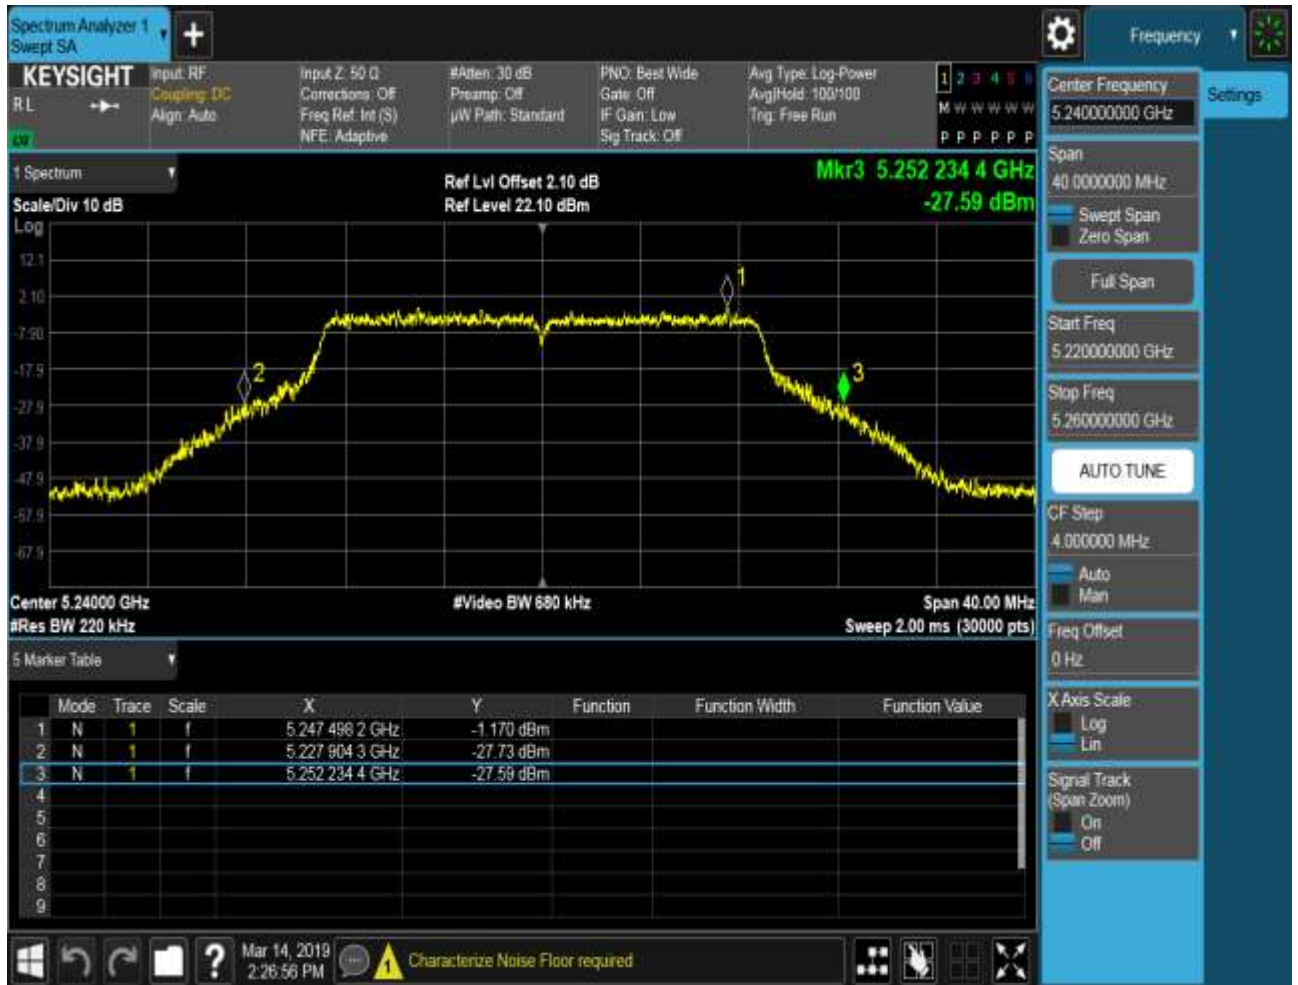 Spectrum Analyzer 1
Swept SA
+
Frequency
KEYSIGHT
RL
Input: RF
Coupling: DC
Align: Auto
Input Z: 50 Ω
Corrections: Off
Freq Ref: Int (S)
NFE: Adaptive
#Atten: 30 dB
Preamp: Off
µW Path: Standard
PNO: Best Wide
Gate: Off
IF Gain: Low
Sig Track: Off
Avg Type: Log-Power
Avg|Hold: 100/100
Trig: Free Run
1 2 3 4 5 6
M W W W W W
P P P P P P
1 Spectrum
Scale/Div 10 dB
Ref Lvl Offset 2.10 dB
Ref Level 22.10 dBm
Mkr3 5.252 234 4 GHz
-27.59 dBm
Log
12.1
2.10
-7.90
-17.9
-27.9
-37.9
-47.9
-57.9
-67.9
1
2
3
Center 5.24000 GHz
#Res BW 220 kHz
#Video BW 680 kHz
Span 40.00 MHz
Sweep 2.00 ms (30000 pts)
5 Marker Table
Mode Trace Scale X Y Function Function Width Function Value
1 N 1 f 5.247 498 2 GHz -1.170 dBm
2 N 1 f 5.227 904 3 GHz -27.73 dBm
3 N 1 f 5.252 234 4 GHz -27.59 dBm
4
5
6
7
8
9
Mar 14, 2019
2:26:56 PM
?
1
Characterize Noise Floor required
Center Frequency
5.240000000 GHz
Settings
Span
40.0000000 MHz
Swept Span
Zero Span
Full Span
Start Freq
5.220000000 GHz
Stop Freq
5.260000000 GHz
AUTO TUNE
CF Step
4.000000 MHz
Auto
Man
Freq Offset
0 Hz
X Axis Scale
Log
Lin
Signal Track
(Span Zoom)
On
Off